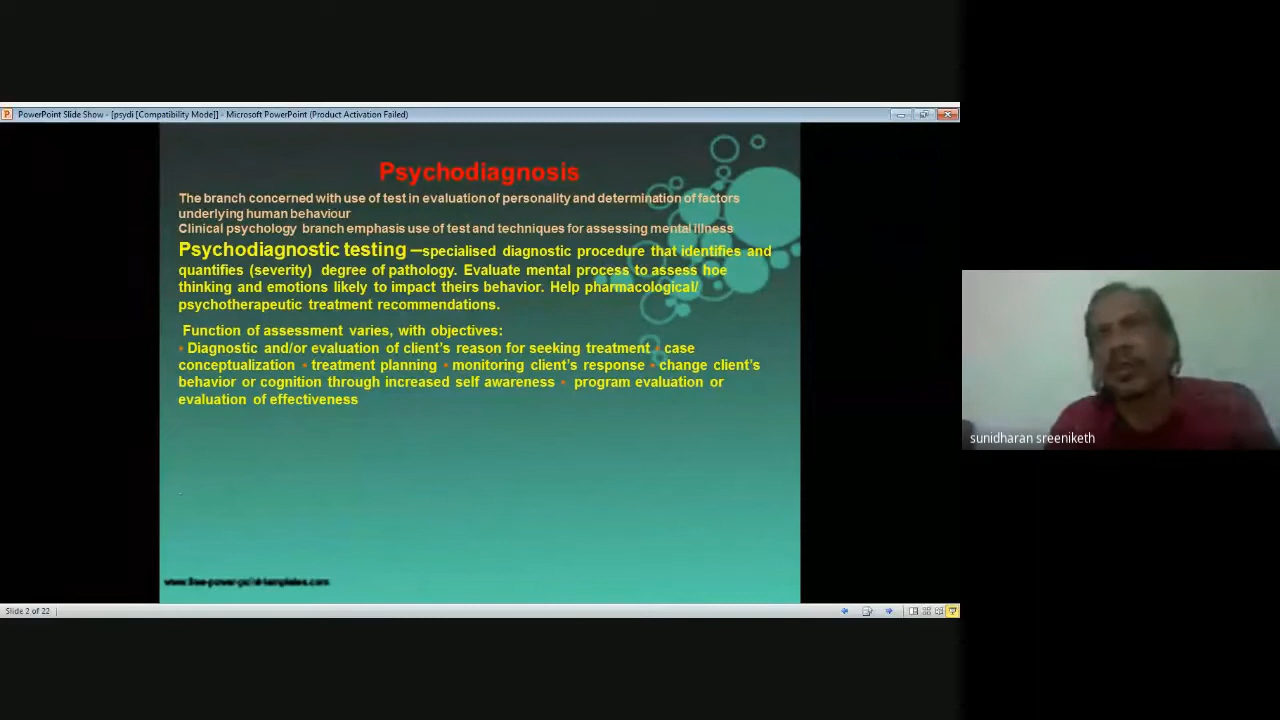 PowerPoint Slide Show - [psydi [Compatibility Mode]] - Microsoft PowerPoint (Product Activation Failed)
Psychodiagnosis
The branch concerned with use of test in evaluation of personality and determination of factors
underlying human behaviour
Clinical psychology branch emphasis use of test and techniques for assessing mental illness
Psychodiagnostic testing –specialised diagnostic procedure that identifies and
quantifies (severity) degree of pathology. Evaluate mental process to assess hoe
thinking and emotions likely to impact theirs behavior. Help pharmacological/
psychotherapeutic treatment recommendations.
Function of assessment varies, with objectives:
• Diagnostic and/or evaluation of client's reason for seeking treatment • case
conceptualization • treatment planning • monitoring client's response • change client's
behavior or cognition through increased self awareness • program evaluation or
evaluation of effectiveness
www.free-power-point-templates.com
Slide 2 of 22
sunidharan sreeniketh